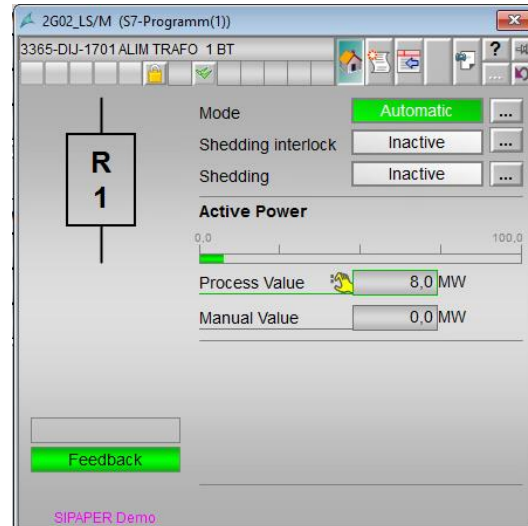 2G02_LS/M (S7-Programm(1))
3365-DIJ-1701 ALIM TRAFO 1 BT
?
...
Mode Automatic ...
Shedding interlock Inactive ...
Shedding Inactive ...
R
1
Active Power
0,0 100,0
Process Value 8,0 MW
Manual Value 0,0 MW
Feedback
SIPAPER Demo